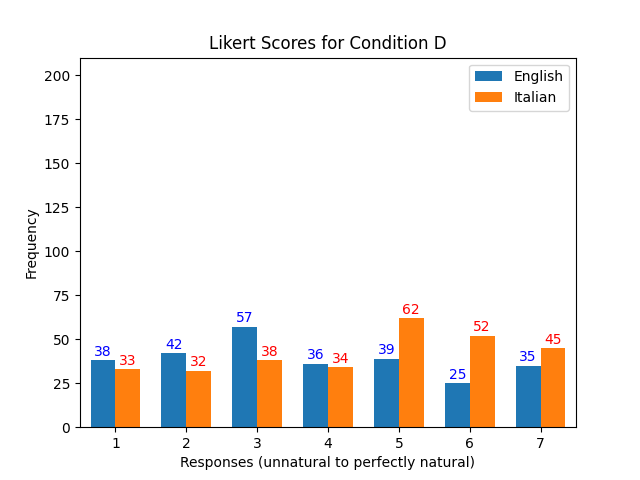 Likert Scores for Condition D
English
Italian
200
175
150
125
100
75
50
25
0
Frequency
38 33 42 32 57 38 36 34 39 62 25 52 35 45
1 2 3 4 5 6 7
Responses (unnatural to perfectly natural)